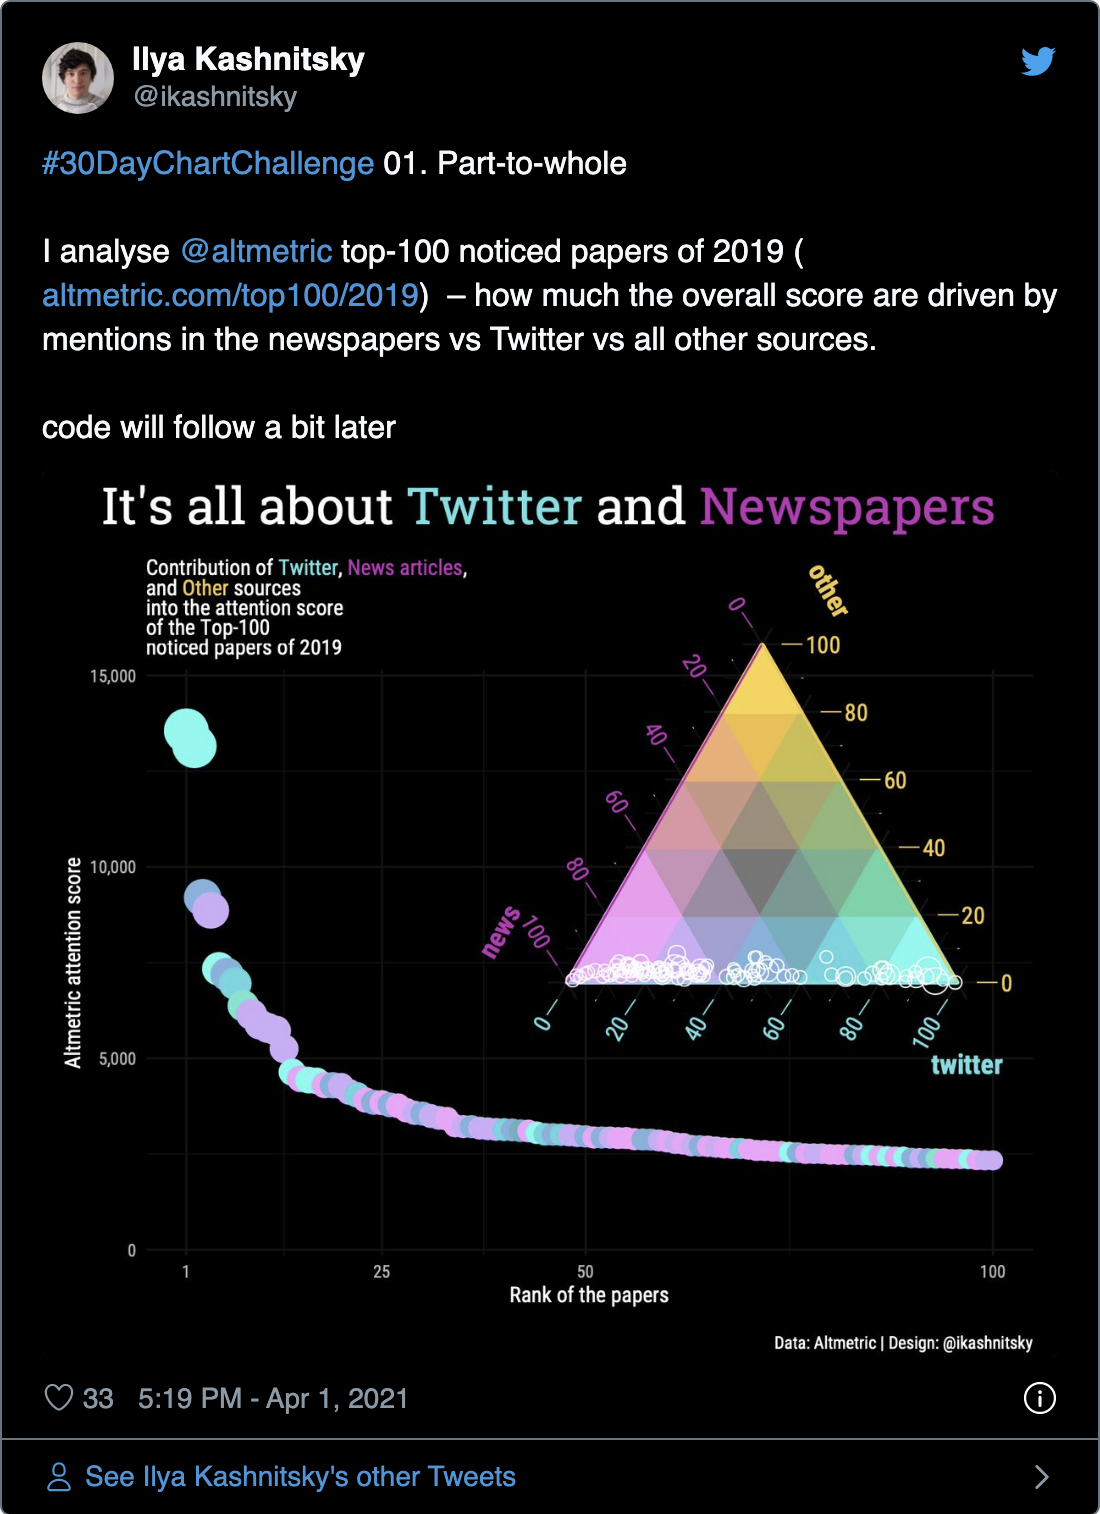 Ilya Kashnitsky
@ikashnitsky
#30DayChartChallenge 01. Part-to-whole
I analyse @altmetric top-100 noticed papers of 2019 (
altmetric.com/top100/2019)  – how much the overall score are driven by
mentions in the newspapers vs Twitter vs all other sources.
code will follow a bit later
It's all about Twitter and Newspapers
Contribution of Twitter, News articles,
and Other sources
into the attention score
of the Top-100
noticed papers of 2019
15,000
10,000
5,000
0
Altmetric attention score
1
25
50
100
Rank of the papers
other
100
80
60
40
20
0
news
0
20
40
60
80
100
twitter
0
20
40
60
80
100
Data: Altmetric | Design: @ikashnitsky
33 5:19 PM - Apr 1, 2021
See Ilya Kashnitsky's other Tweets